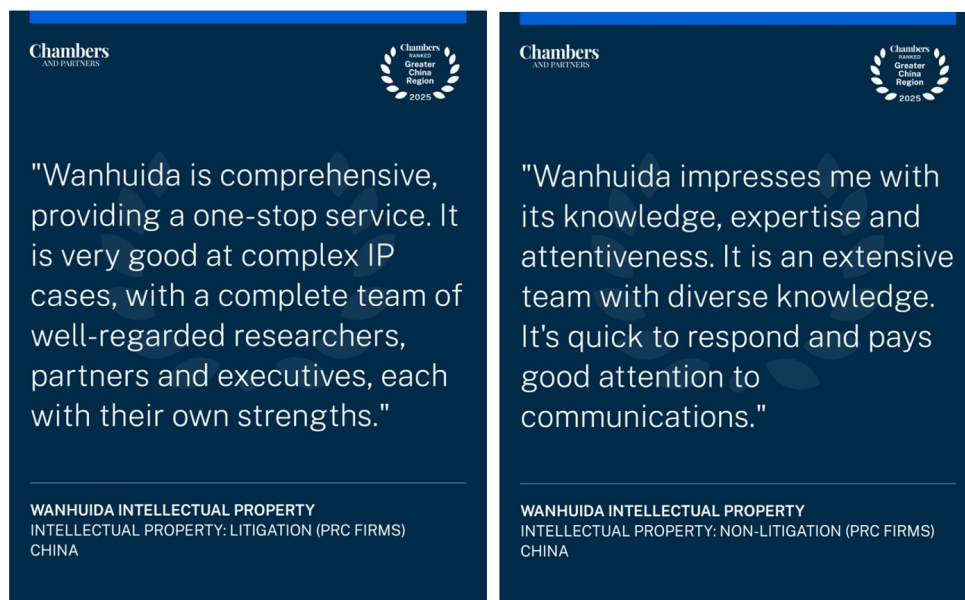 Chambers
AND PARTNERS
Chambers
RANKED
Greater
China
Region
2025
"Wanhuida is comprehensive,
providing a one-stop service. It
is very good at complex IP
cases, with a complete team of
well-regarded researchers,
partners and executives, each
with their own strengths."
WANHUIDA INTELLECTUAL PROPERTY
INTELLECTUAL PROPERTY: LITIGATION (PRC FIRMS)
CHINA
Chambers
AND PARTNERS
Chambers
RANKED
Greater
China
Region
2025
"Wanhuida impresses me with
its knowledge, expertise and
attentiveness. It is an extensive
team with diverse knowledge.
It's quick to respond and pays
good attention to
communications."
WANHUIDA INTELLECTUAL PROPERTY
INTELLECTUAL PROPERTY: NON-LITIGATION (PRC FIRMS)
CHINA